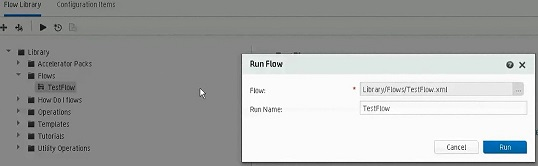 Flow Library Configuration Items
Library
Accelerator Packs
Flows
TestFlow
How Do I flows
Operations
Templates
Tutorials
Utility Operations
Run Flow
Flow: * Library/Flows/TestFlow.xml ...
Run Name: TestFlow
Cancel Run